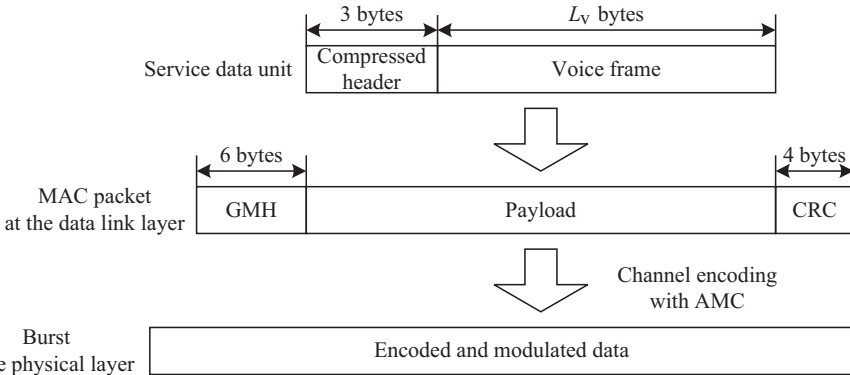 3 bytes
Lv bytes
Service data unit
Compressed
header
Voice frame
6 bytes
4 bytes
MAC packet
at the data link layer
GMH
Payload
CRC
Channel encoding
with AMC
Burst
physical layer
Encoded and modulated data